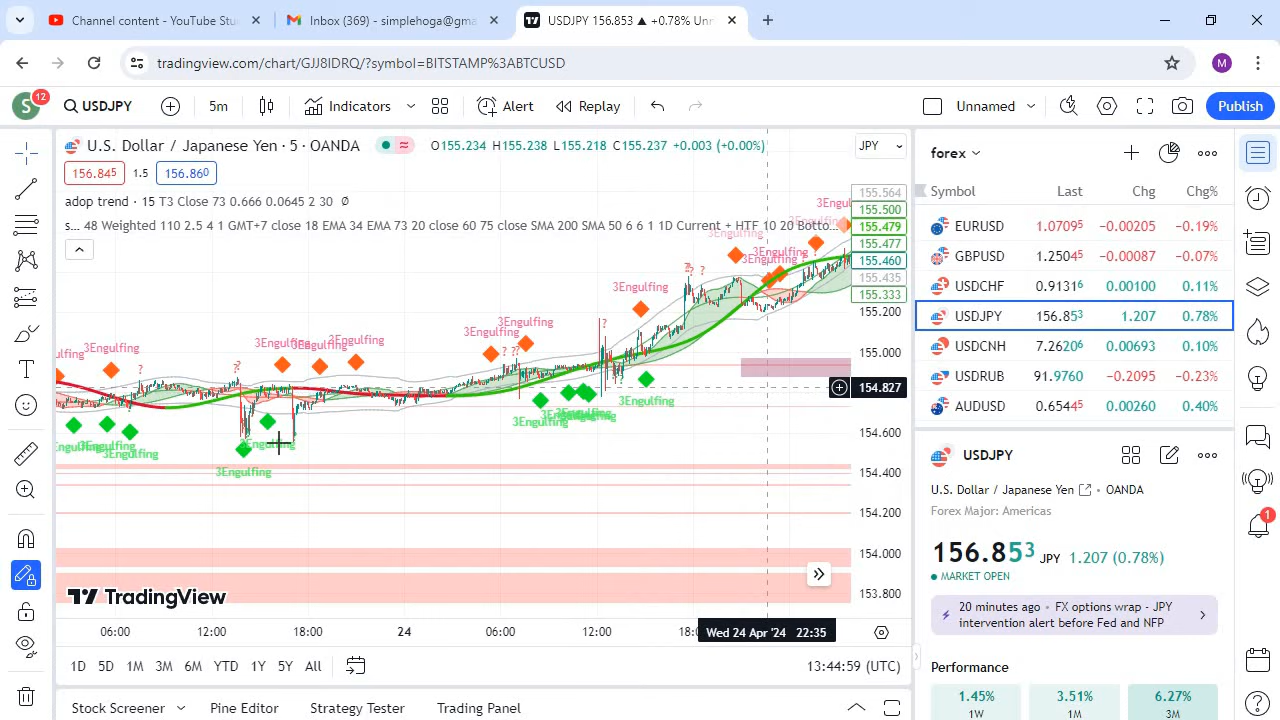 Channel content - YouTube Stu
Inbox (369) - simplehoga@gma
USDJPY 156.853 ▲ +0.78% Unn
tradingview.com/chart/GJJ8IDRQ/?symbol=BITSTAMP%3ABTCUSD
M
S
12
USDJPY
5m
Indicators
Alert
Replay
Unnamed
Publish
U.S. Dollar / Japanese Yen · 5 · OANDA
O155.234 H155.238 L155.218 C155.237 +0.003 (+0.00%)
JPY
156.845
1.5
156.860
adop trend · 15 T3 Close 7 3 0.666 0.0645 2 30 Ø
s... 48 Weighted 110 2.5 4 1 GMT+7 close 18 EMA 34 EMA 73 20 close 60 75 close SMA 200 SMA 50 6 6 1 1D Current + HTF 10 20 Botto...
155.564
155.500
155.479
155.477
155.460
155.435
155.333
155.200
155.000
154.827
154.600
154.400
154.200
154.000
153.800
3Engulfing
3Engulfing
3Engulfing
3Engulfing
3Engulfing
3Engulfing
3Engulfing
3Engulfing
3Engulfing
3Engulfing
3Engulfing
TradingView
06:00
12:00
18:00
24
06:00
12:00
Wed 24 Apr '24 22:35
1D
5D
1M
3M
6M
YTD
1Y
5Y
All
13:44:59 (UTC)
Stock Screener
Pine Editor
Strategy Tester
Trading Panel
forex
Symbol Last Chg Chg%
EURUSD 1.07095 −0.00205 −0.19%
GBPUSD 1.25045 −0.00087 −0.07%
USDCHF 0.91316 0.00100 0.11%
USDJPY 156.853 1.207 0.78%
USDCNH 7.26206 0.00693 0.10%
USDRUB 91.9760 −0.2095 −0.23%
AUDUSD 0.65445 0.00260 0.40%
USDJPY
U.S. Dollar / Japanese Yen • OANDA
Forex Major: Americas
156.853 JPY 1.207 (0.78%)
MARKET OPEN
20 minutes ago • FX options wrap - JPY
intervention alert before Fed and NFP
Performance
1.45%
1W
3.51%
1M
6.27%
3M
1